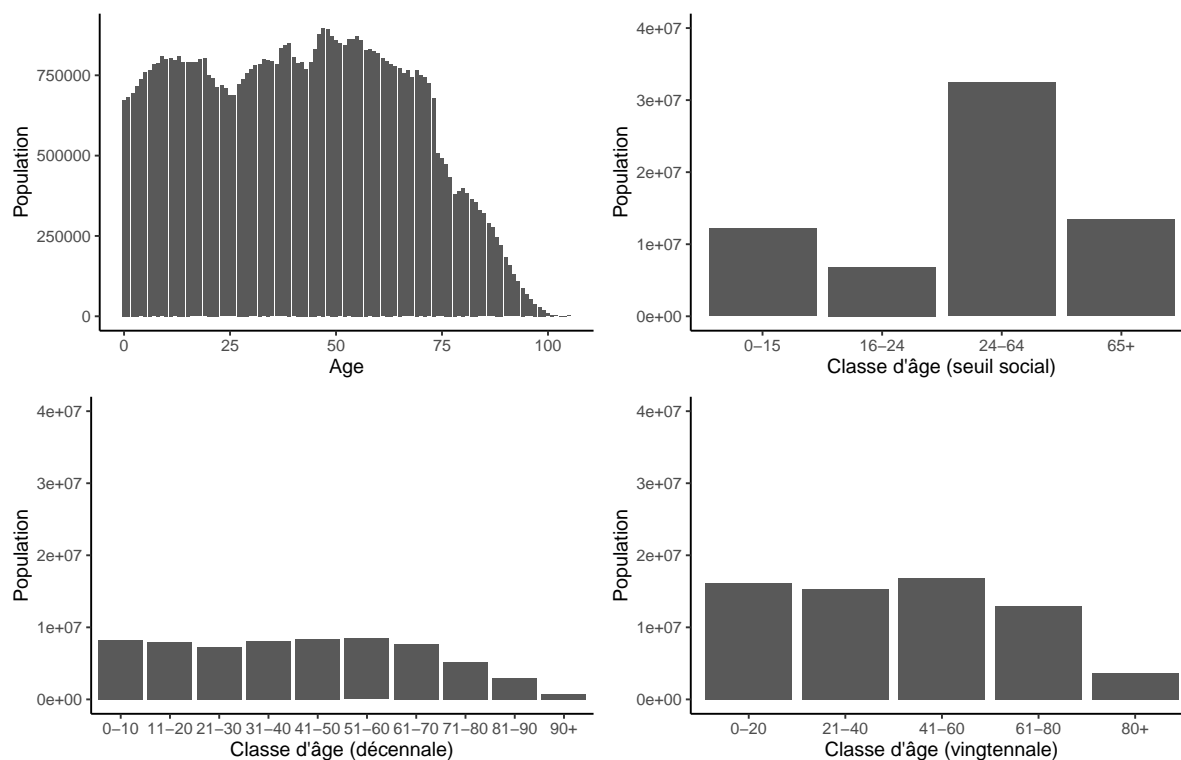 Population
750000
500000
250000
0
0 25 50 75 100
Age
Population
4e+07
3e+07
2e+07
1e+07
0e+00
0−15 16−24 24−64 65+
Classe d'âge (seuil social)
Population
4e+07
3e+07
2e+07
1e+07
0e+00
0−10 11−20 21−30 31−40 41−50 51−60 61−70 71−80 81−90 90+
Classe d'âge (décennale)
Population
4e+07
3e+07
2e+07
1e+07
0e+00
0−20 21−40 41−60 61−80 80+
Classe d'âge (vingtennale)